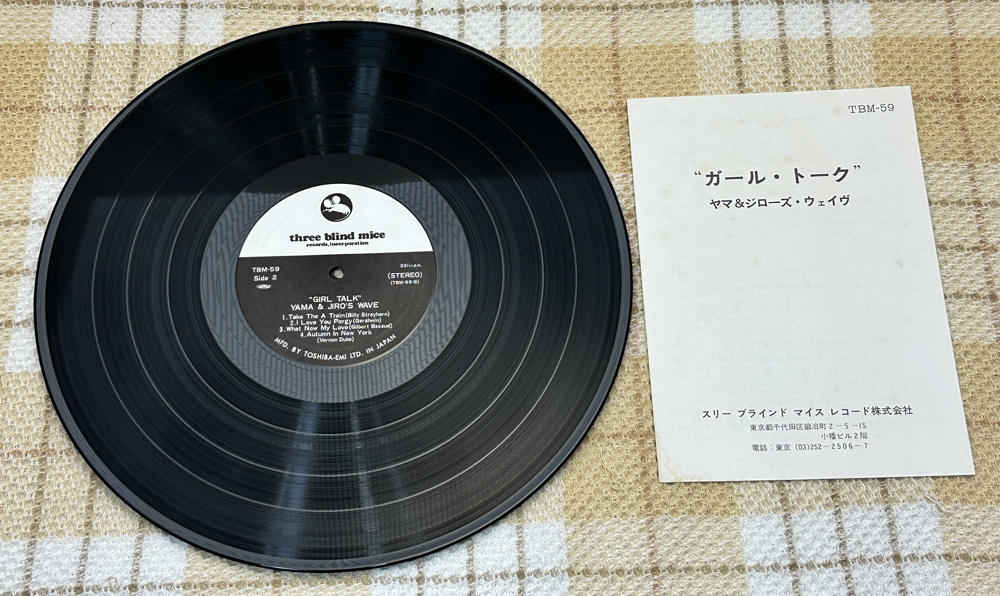 three blind mice
records, incorporation
TBM-59
Side 2
33⅓r.p.m.
(STEREO)
(TBM-59-B)
"GIRL TALK"
YAMA & JIRO'S WAVE
1. Take The A Train (Billy Strayhorn)
2. I Love You Porgy (Gershwin)
3. What Now My Love (Gilbert Becaud)
4. Autumn In New York
(Vernon Duke)
MFD. BY TOSHIBA-EMI LTD. IN JAPAN
TBM-59
“ガール・トーク”
ヤマ&ジローズ・ウェイヴ
スリー ブラインド マイス レコード株式会社
東京都千代田区鍛冶町2-5-15
小幡ビル2階
電話:東京 (03)252-2506-7